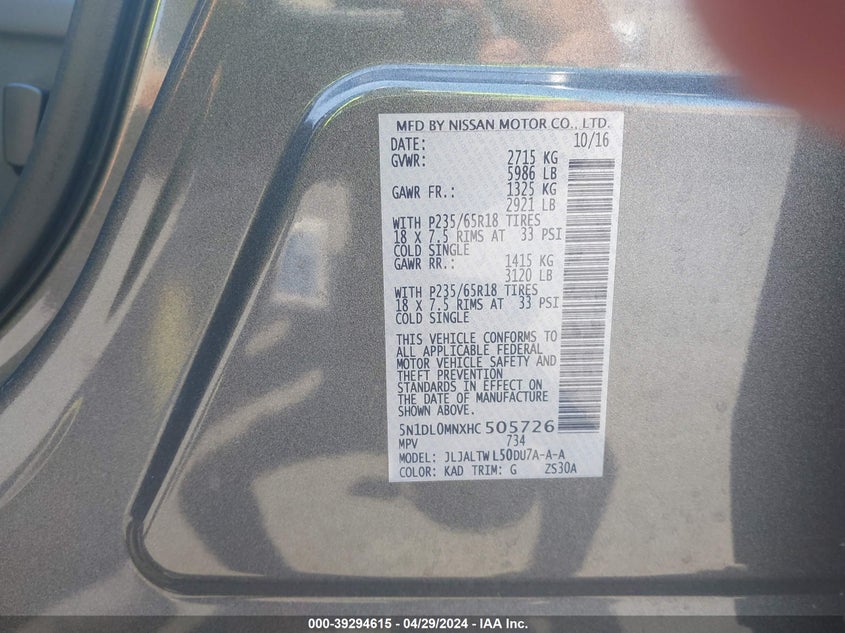 MFD BY NISSAN MOTOR CO., LTD.
DATE: 10/16
GVWR: 2715 KG
5986 LB
GAWR FR.: 1325 KG
2921 LB
WITH P235/65R18 TIRES
18 X 7.5 RIMS AT 33 PSI
COLD SINGLE
GAWR RR.: 1415 KG
3120 LB
WITH P235/65R18 TIRES
18 X 7.5 RIMS AT 33 PSI
COLD SINGLE
THIS VEHICLE CONFORMS TO
ALL APPLICABLE FEDERAL
MOTOR VEHICLE SAFETY AND
THEFT PREVENTION
STANDARDS IN EFFECT ON
THE DATE OF MANUFACTURE
SHOWN ABOVE.
5N1DL0MNXHC505726
MPV 734
MODEL: JLJALTWL50DU7A-A-A
COLOR: KAD TRIM: G ZS30A
000-39294615 - 04/29/2024 - IAA Inc.